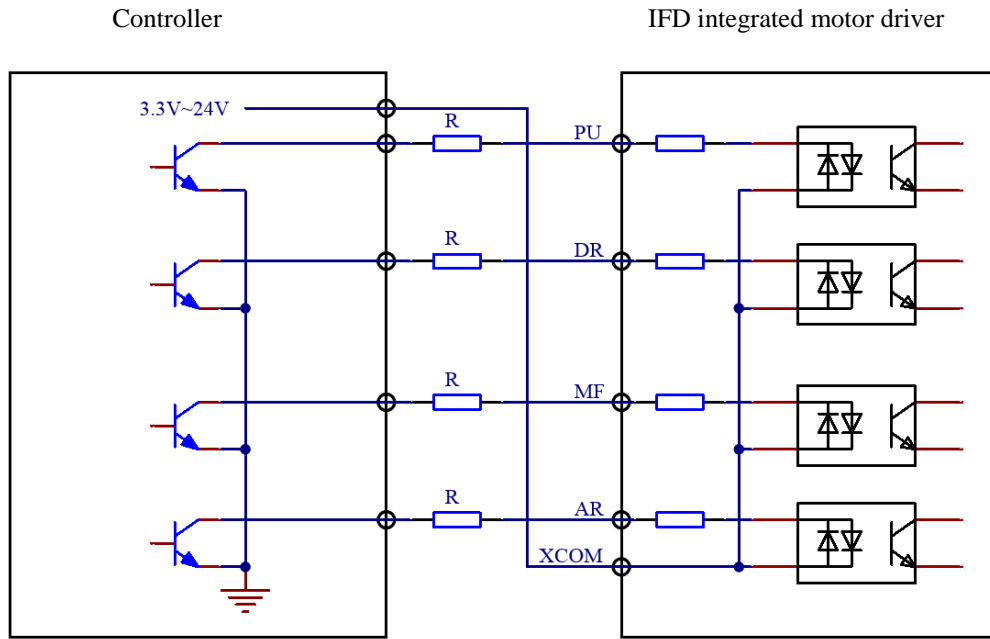 Controller
IFD integrated motor driver
3.3V~24V
R
PU
R
DR
R
MF
R
AR
XCOM